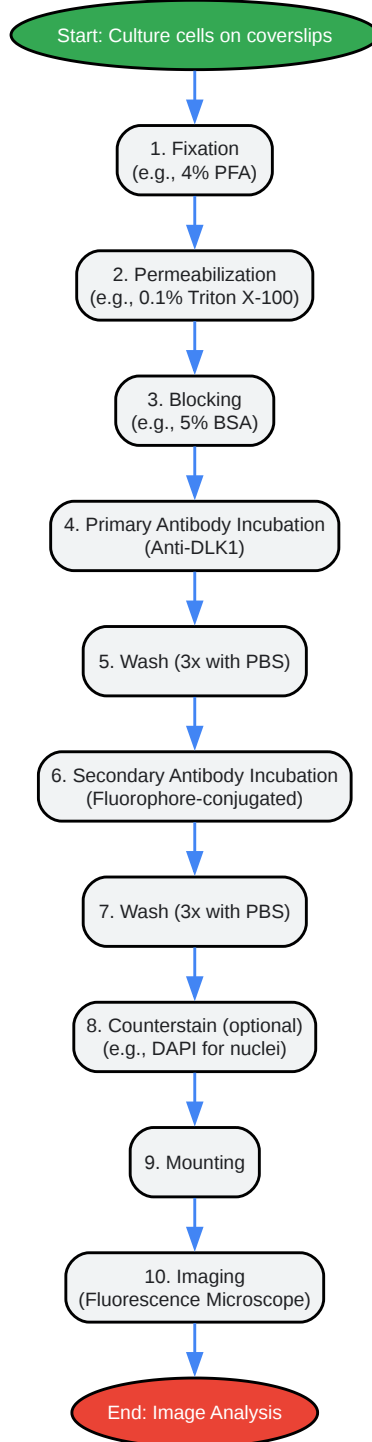 Start: Culture cells on coverslips
1. Fixation
(e.g., 4% PFA)
2. Permeabilization
(e.g., 0.1% Triton X-100)
3. Blocking
(e.g., 5% BSA)
4. Primary Antibody Incubation
(Anti-DLK1)
5. Wash (3x with PBS)
6. Secondary Antibody Incubation
(Fluorophore-conjugated)
7. Wash (3x with PBS)
8. Counterstain (optional)
(e.g., DAPI for nuclei)
9. Mounting
10. Imaging
(Fluorescence Microscope)
End: Image Analysis